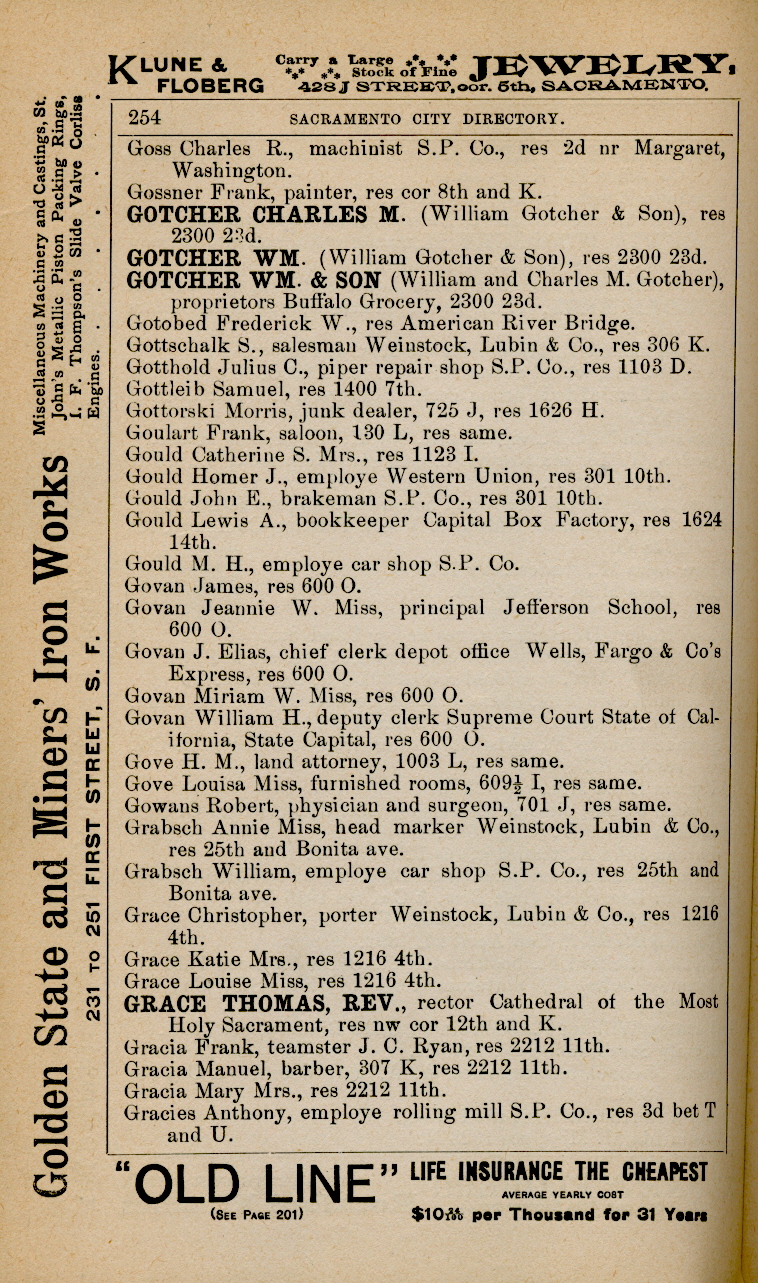 KLUNE & FLOBERG Carry a Large Stock of Fine JEWELRY,
428 J STREET, cor. 5th, SACRAMENTO.
254 SACRAMENTO CITY DIRECTORY.
Goss Charles R., machinist S.P. Co., res 2d nr Margaret,
Washington.
Gossner Frank, painter, res cor 8th and K.
GOTCHER CHARLES M. (William Gotcher & Son), res
2300 23d.
GOTCHER WM. (William Gotcher & Son), res 2300 23d.
GOTCHER WM. & SON (William and Charles M. Gotcher),
proprietors Buffalo Grocery, 2300 23d.
Gotobed Frederick W., res American River Bridge.
Gottschalk S., salesman Weinstock, Lubin & Co., res 306 K.
Gotthold Julius C., piper repair shop S.P. Co., res 1103 D.
Gottleib Samuel, res 1400 7th.
Gottorski Morris, junk dealer, 725 J, res 1626 H.
Goulart Frank, saloon, 130 L, res same.
Gould Catherine S. Mrs., res 1123 I.
Gould Homer J., employe Western Union, res 301 10th.
Gould John E., brakeman S.P. Co., res 301 10th.
Gould Lewis A., bookkeeper Capital Box Factory, res 1624
14th.
Gould M. H., employe car shop S.P. Co.
Govan James, res 600 O.
Govan Jeannie W. Miss, principal Jefferson School, res
600 O.
Govan J. Elias, chief clerk depot office Wells, Fargo & Co's
Express, res 600 O.
Govan Miriam W. Miss, res 600 O.
Govan William H., deputy clerk Supreme Court State of Cal-
ifornia, State Capital, res 600 O.
Gove H. M., land attorney, 1003 L, res same.
Gove Louisa Miss, furnished rooms, 609½ I, res same.
Gowans Robert, physician and surgeon, 701 J, res same.
Grabsch Annie Miss, head marker Weinstock, Lubin & Co.,
res 25th and Bonita ave.
Grabsch William, employe car shop S.P. Co., res 25th and
Bonita ave.
Grace Christopher, porter Weinstock, Lubin & Co., res 1216
4th.
Grace Katie Mrs., res 1216 4th.
Grace Louise Miss, res 1216 4th.
GRACE THOMAS, REV., rector Cathedral of the Most
Holy Sacrament, res nw cor 12th and K.
Gracia Frank, teamster J. C. Ryan, res 2212 11th.
Gracia Manuel, barber, 307 K, res 2212 11th.
Gracia Mary Mrs., res 2212 11th.
Gracies Anthony, employe rolling mill S.P. Co., res 3d bet T
and U.
"OLD LINE" LIFE INSURANCE THE CHEAPEST
AVERAGE YEARLY COST
(SEE PAGE 201) per Thousand for 31 Years
Golden State and Miners' Iron Works
231 TO 251 FIRST STREET, S. F.
Miscellaneous Machinery and Castings, St.
John's Metallic Piston Packing Rings,
I. F. Thompson's Slide Valve Corliss
Engines.